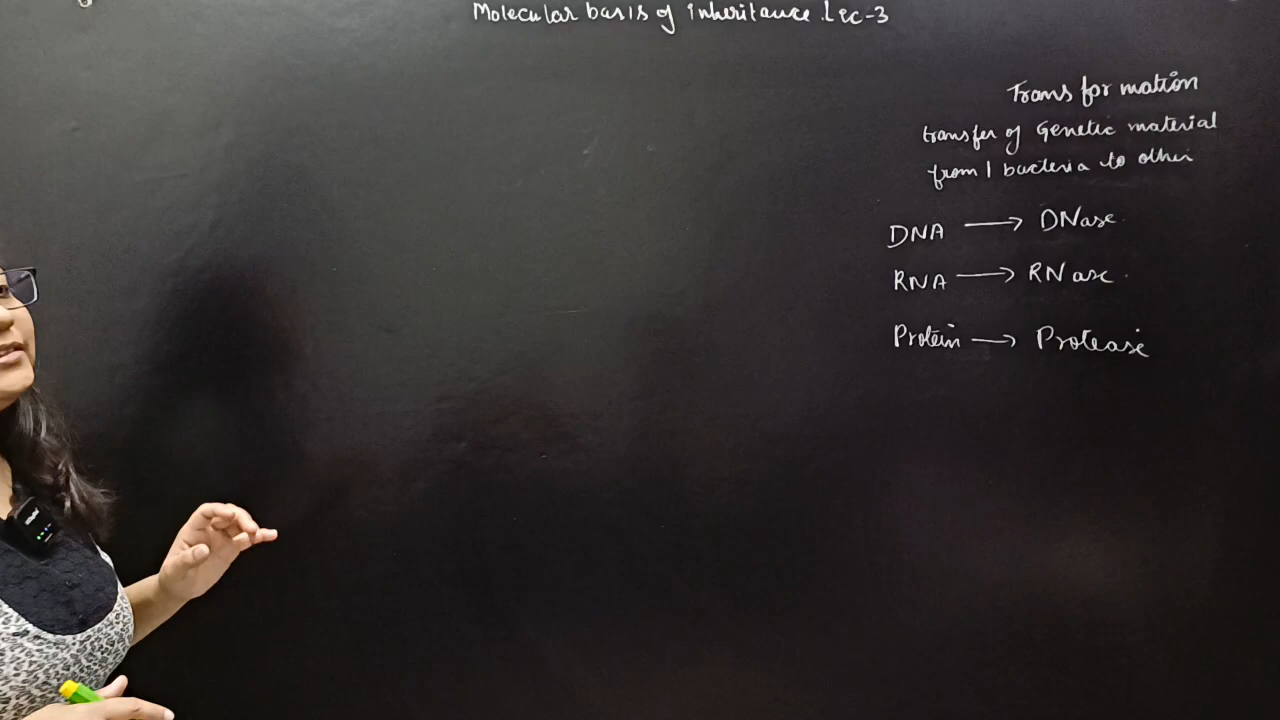 Molecular basis of inheritance. Lec-3
Transformation
transfer of Genetic material
from 1 bacteria to other
DNA → DNase
RNA → RNase
Protein → Protease